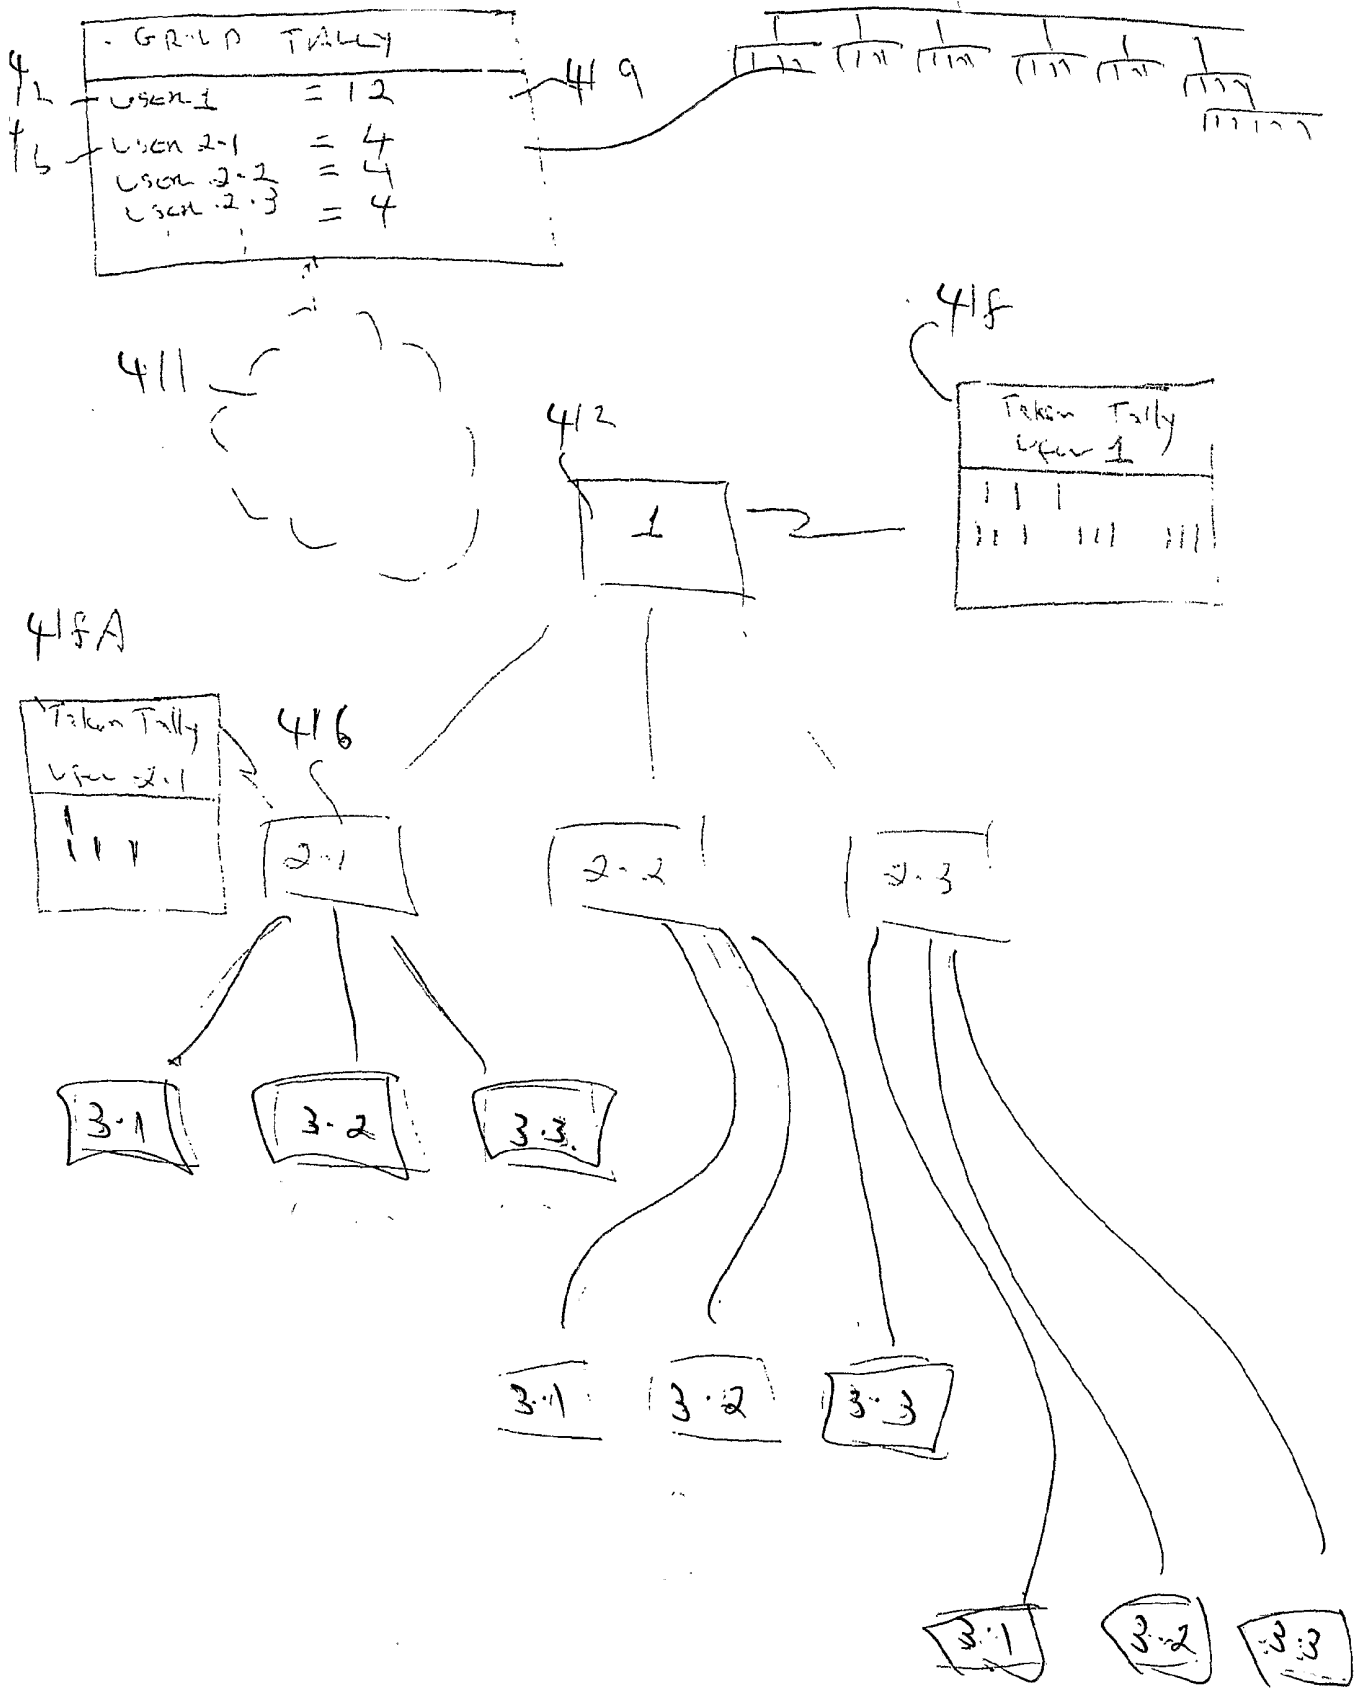 GRID TALLY
User 1 = 12
User 2.1 = 4
User 2.2 = 4
User 2.3 = 4
419
41f
411
412
Token Tally
User 1
1
41fA
Token Tally
User 2.1
416
2.1
2.2
2.3
3.1
3.2
3.3
3.1
3.2
3.3
3.1
3.2
3.3